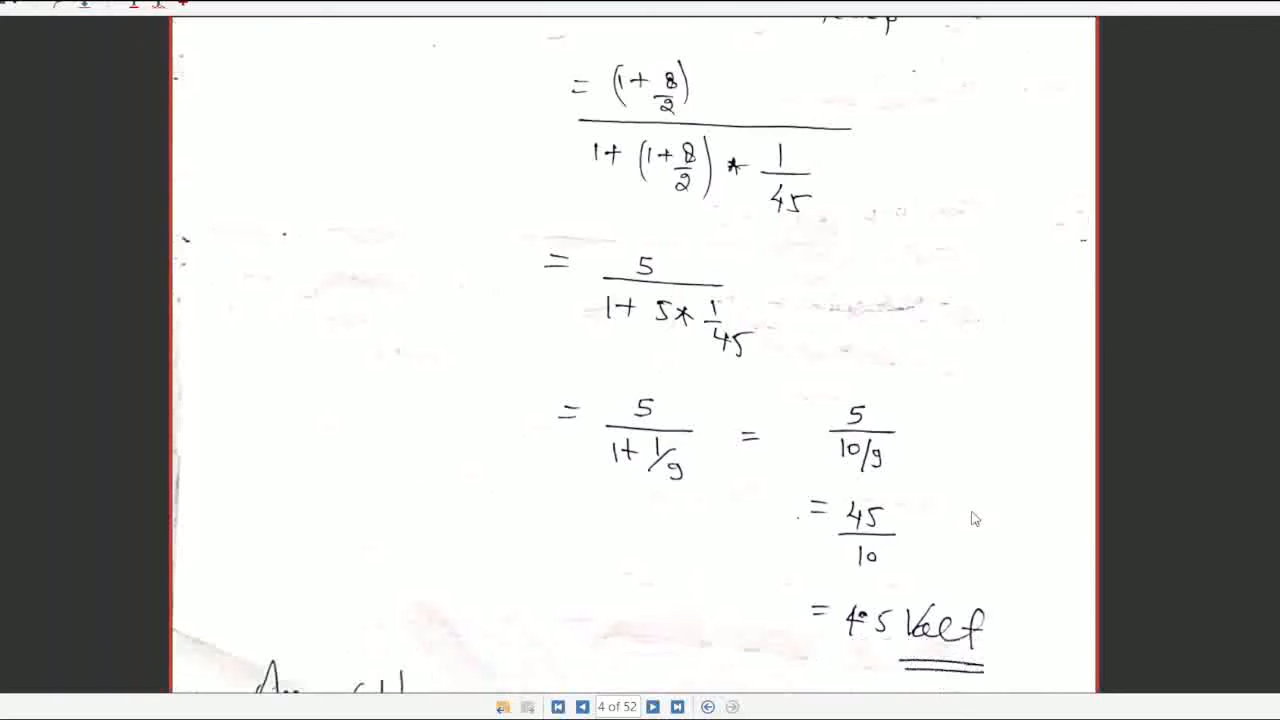 = (1 + 8/2)
1 + (1 + 8/2) * 1/45
= 5
1 + 5 * 1/45
= 5 / 1 + 1/9 = 5 / 10/9
= 45 / 10
= 4.5 Volt
4 of 52